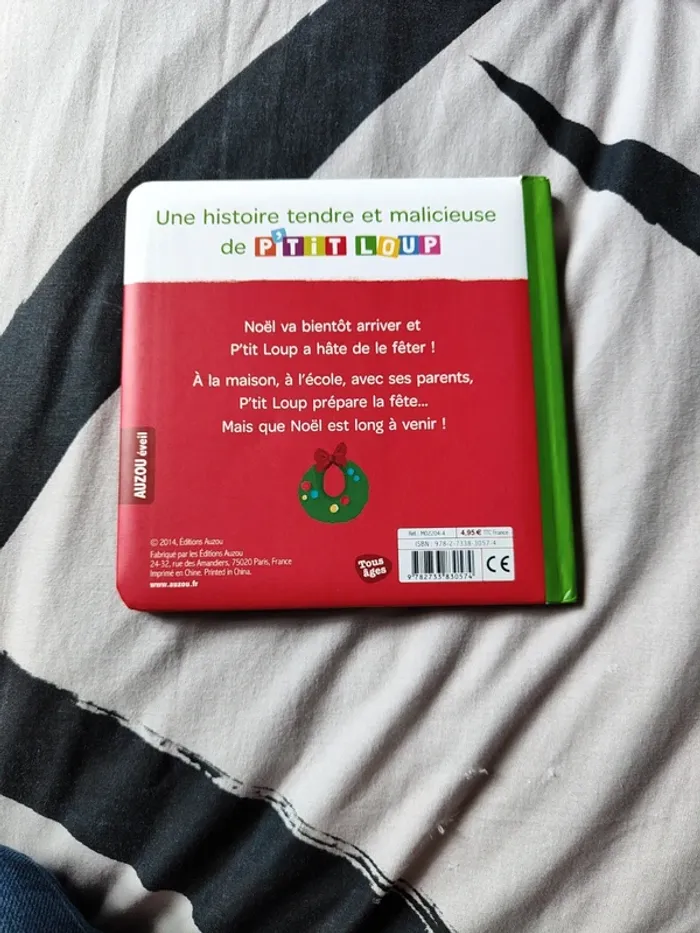 Une histoire tendre et malicieuse
de P'TIT LOUP
Noël va bientôt arriver et
P'tit Loup a hâte de le fêter !
À la maison, à l'école, avec ses parents,
P'tit Loup prépare la fête...
Mais que Noël est long à venir !
AUZOU éveil
© 2014, Éditions Auzou
Fabriqué par les Éditions Auzou
24-32, rue des Amandiers, 75020 Paris, France
Imprimé en Chine. Printed in China.
www.auzou.fr
Tous
âges
Réf.: M02204-4 4,95 € TTC France
ISBN : 978-2-7338-3057-4
9 782733 830574
CE